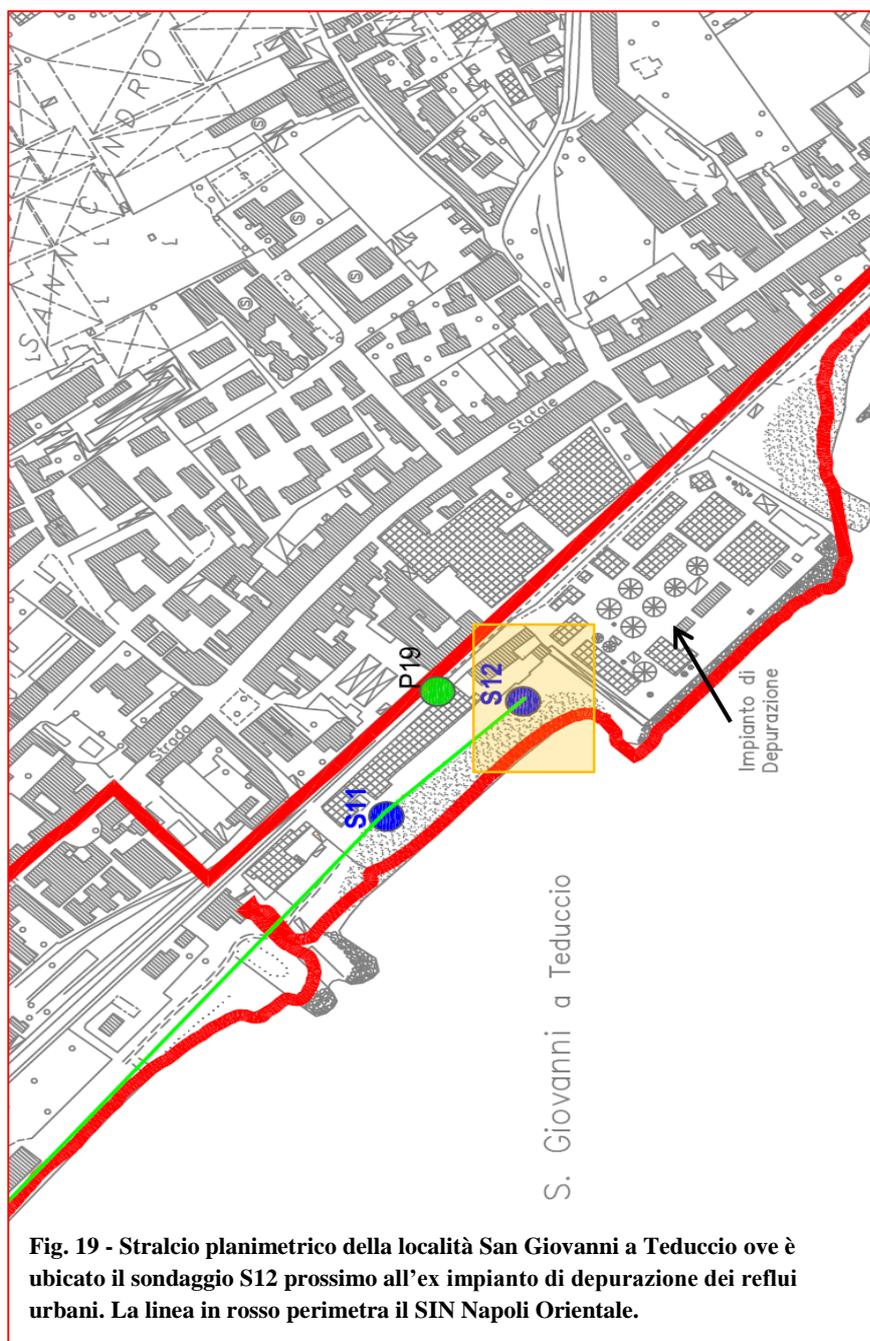 SANNICANDRO
S
S
S
N. 18
Statale
Strada
P19
S12
S11
Impianto di
Depurazione
S. Giovanni a Teduccio
Fig. 19 - Stralcio planimetrico della località San Giovanni a Teduccio ove è
ubicato il sondaggio S12 prossimo all'ex impianto di depurazione dei reflui
urbani. La linea in rosso perimetra il SIN Napoli Orientale.